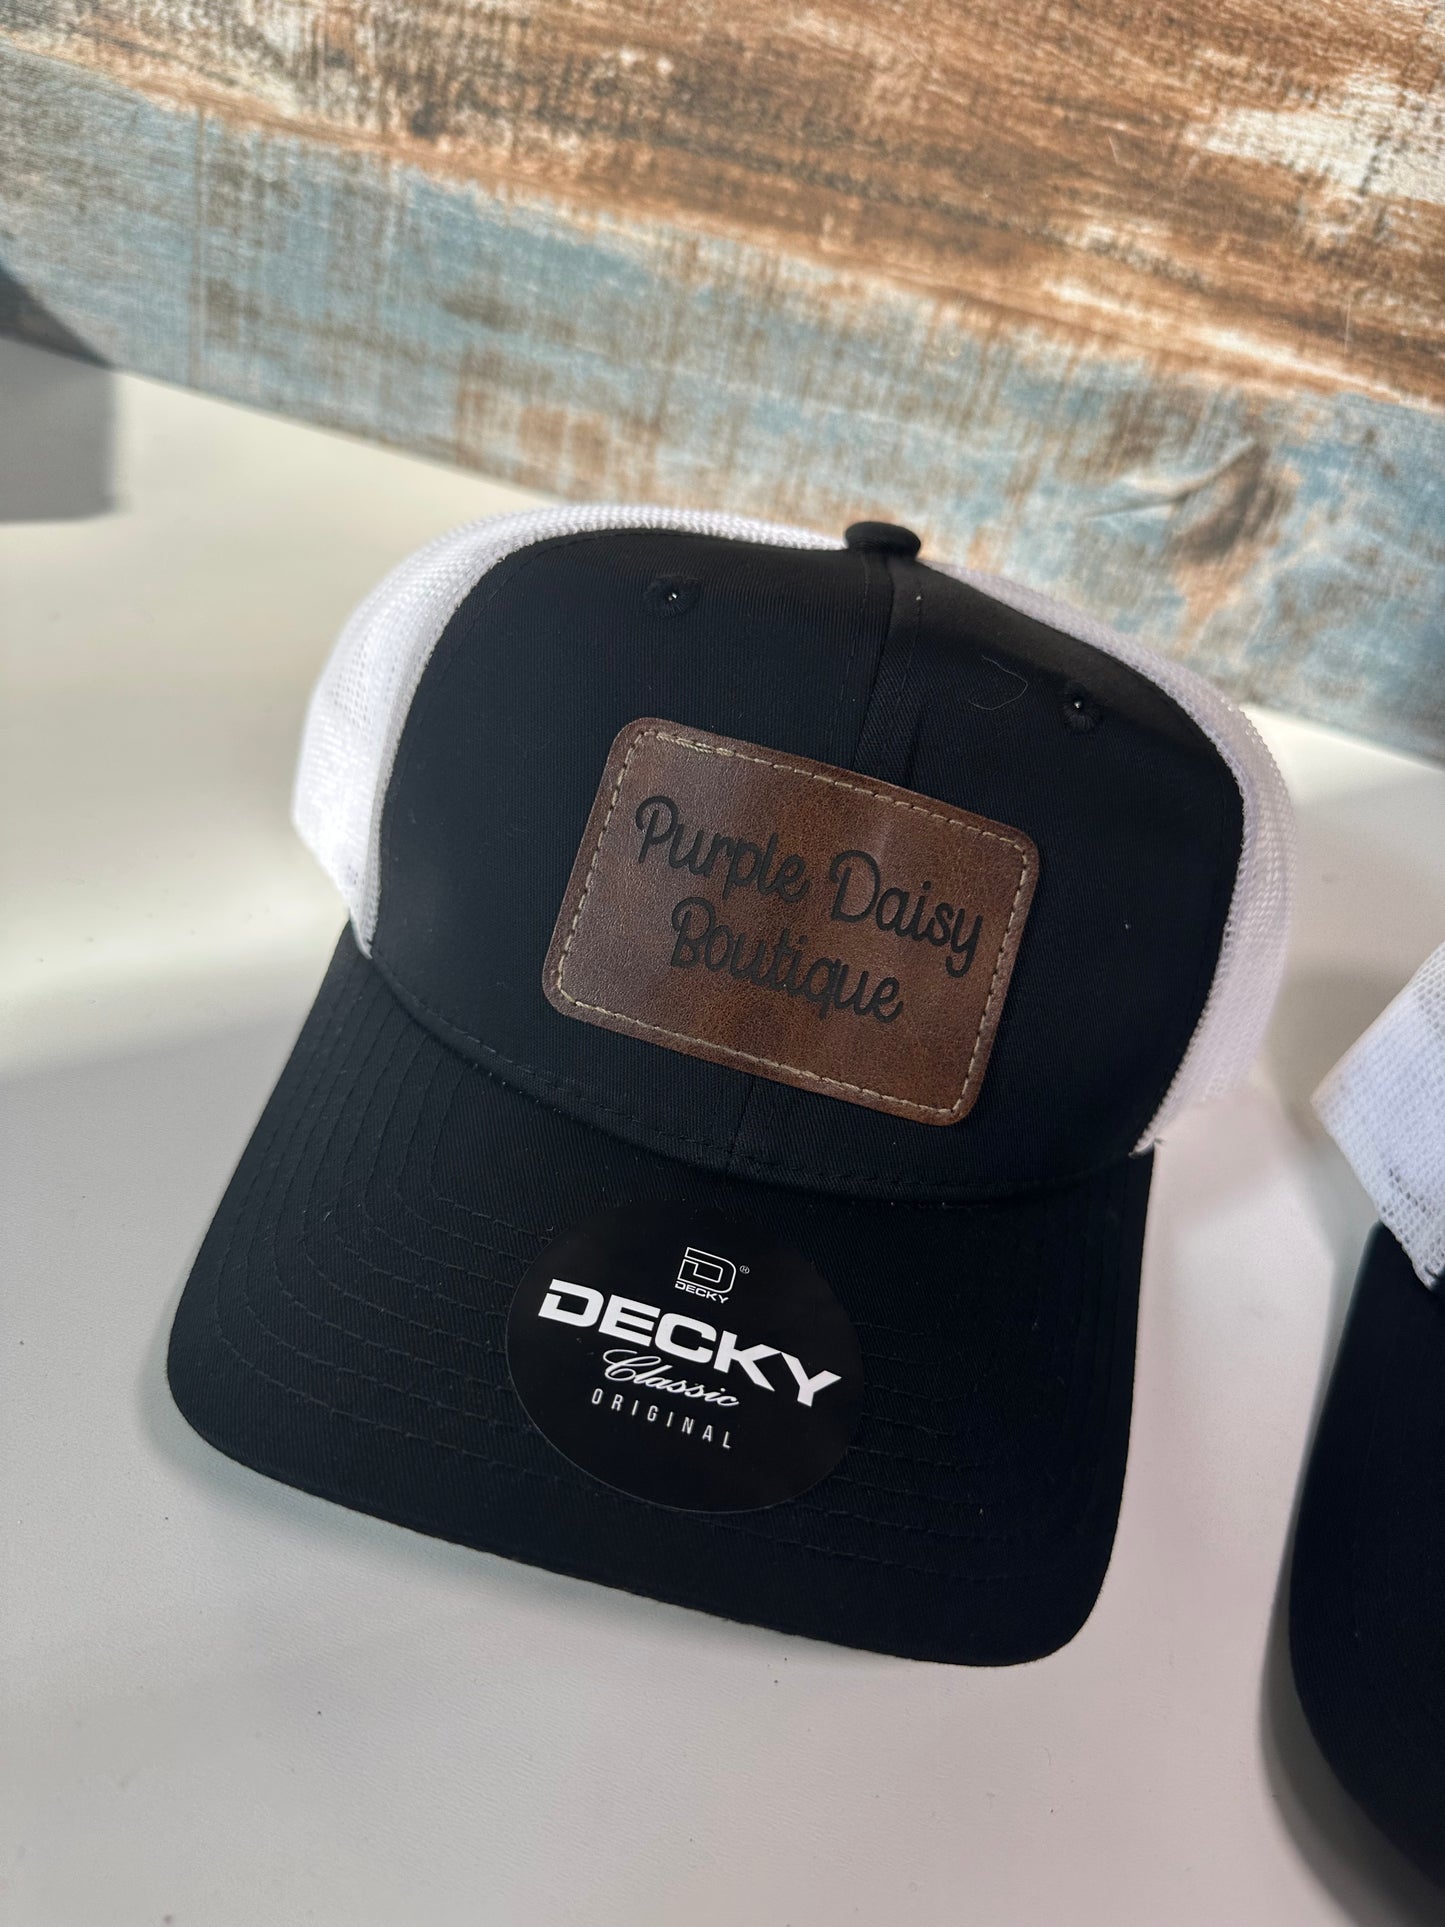 Purple Daisy
Boutique
D®
DECKY
DECKY
Classic
ORIGINAL